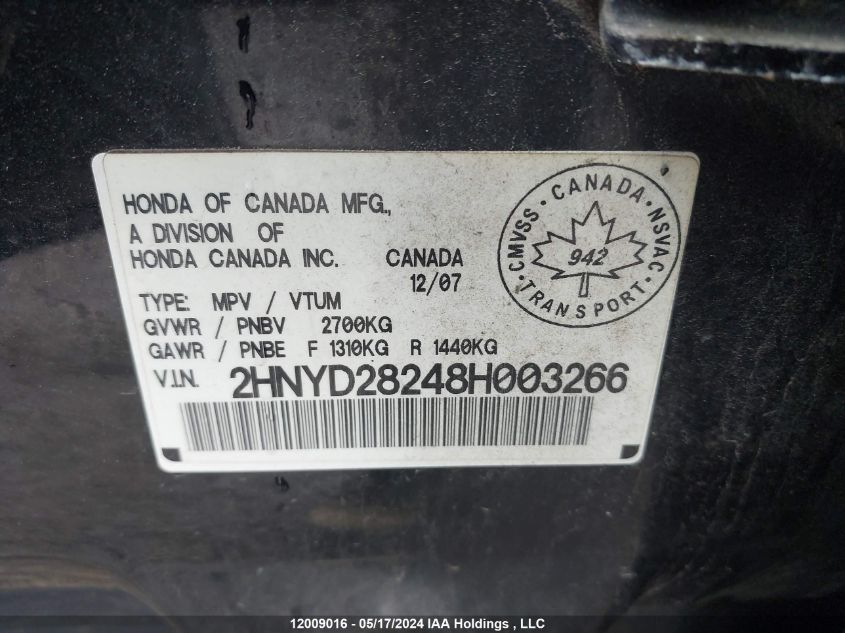 HONDA OF CANADA MFG.,
A DIVISION OF
HONDA CANADA INC. CANADA
12/07
TYPE: MPV / VTUM
GVWR / PNBV 2700KG
GAWR / PNBE F 1310KG R 1440KG
V.I.N. 2HNYD28248H003266
CMVSS · CANADA · NSVAC · TRANSPORT ·
942
12009016 - 05/17/2024 IAA Holdings , LLC